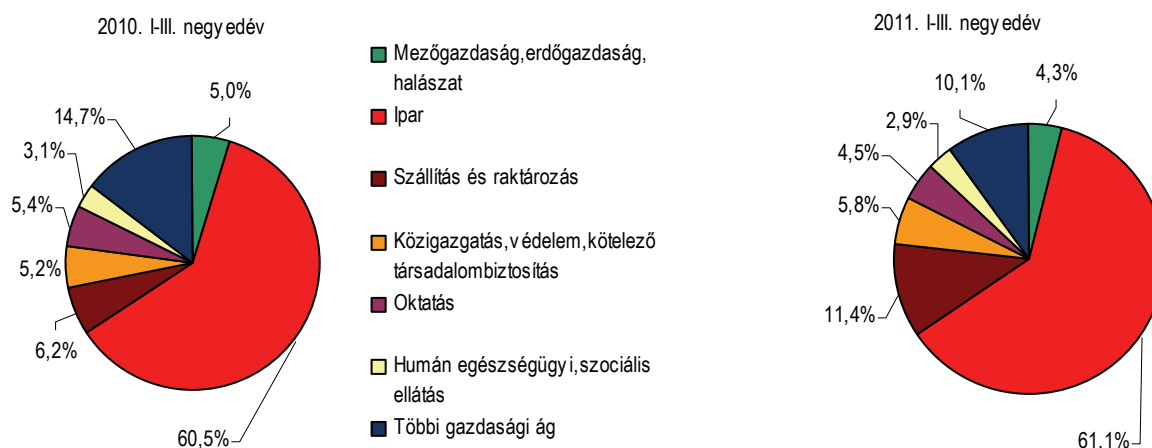 2010. I-III. negyedév
5,0%
14,7%
3,1%
5,4%
5,2%
6,2%
60,5%
Mezőgazdaság,erdőgazdaság,
halászat
Ipar
Szállítás és raktározás
Közigazgatás,védelem,kötelező
társadalombiztosítás
Oktatás
Humán egészségügyi,szociális
ellátás
Többi gazdasági ág
2011. I-III. negyedév
4,3%
10,1%
2,9%
4,5%
5,8%
11,4%
61,1%